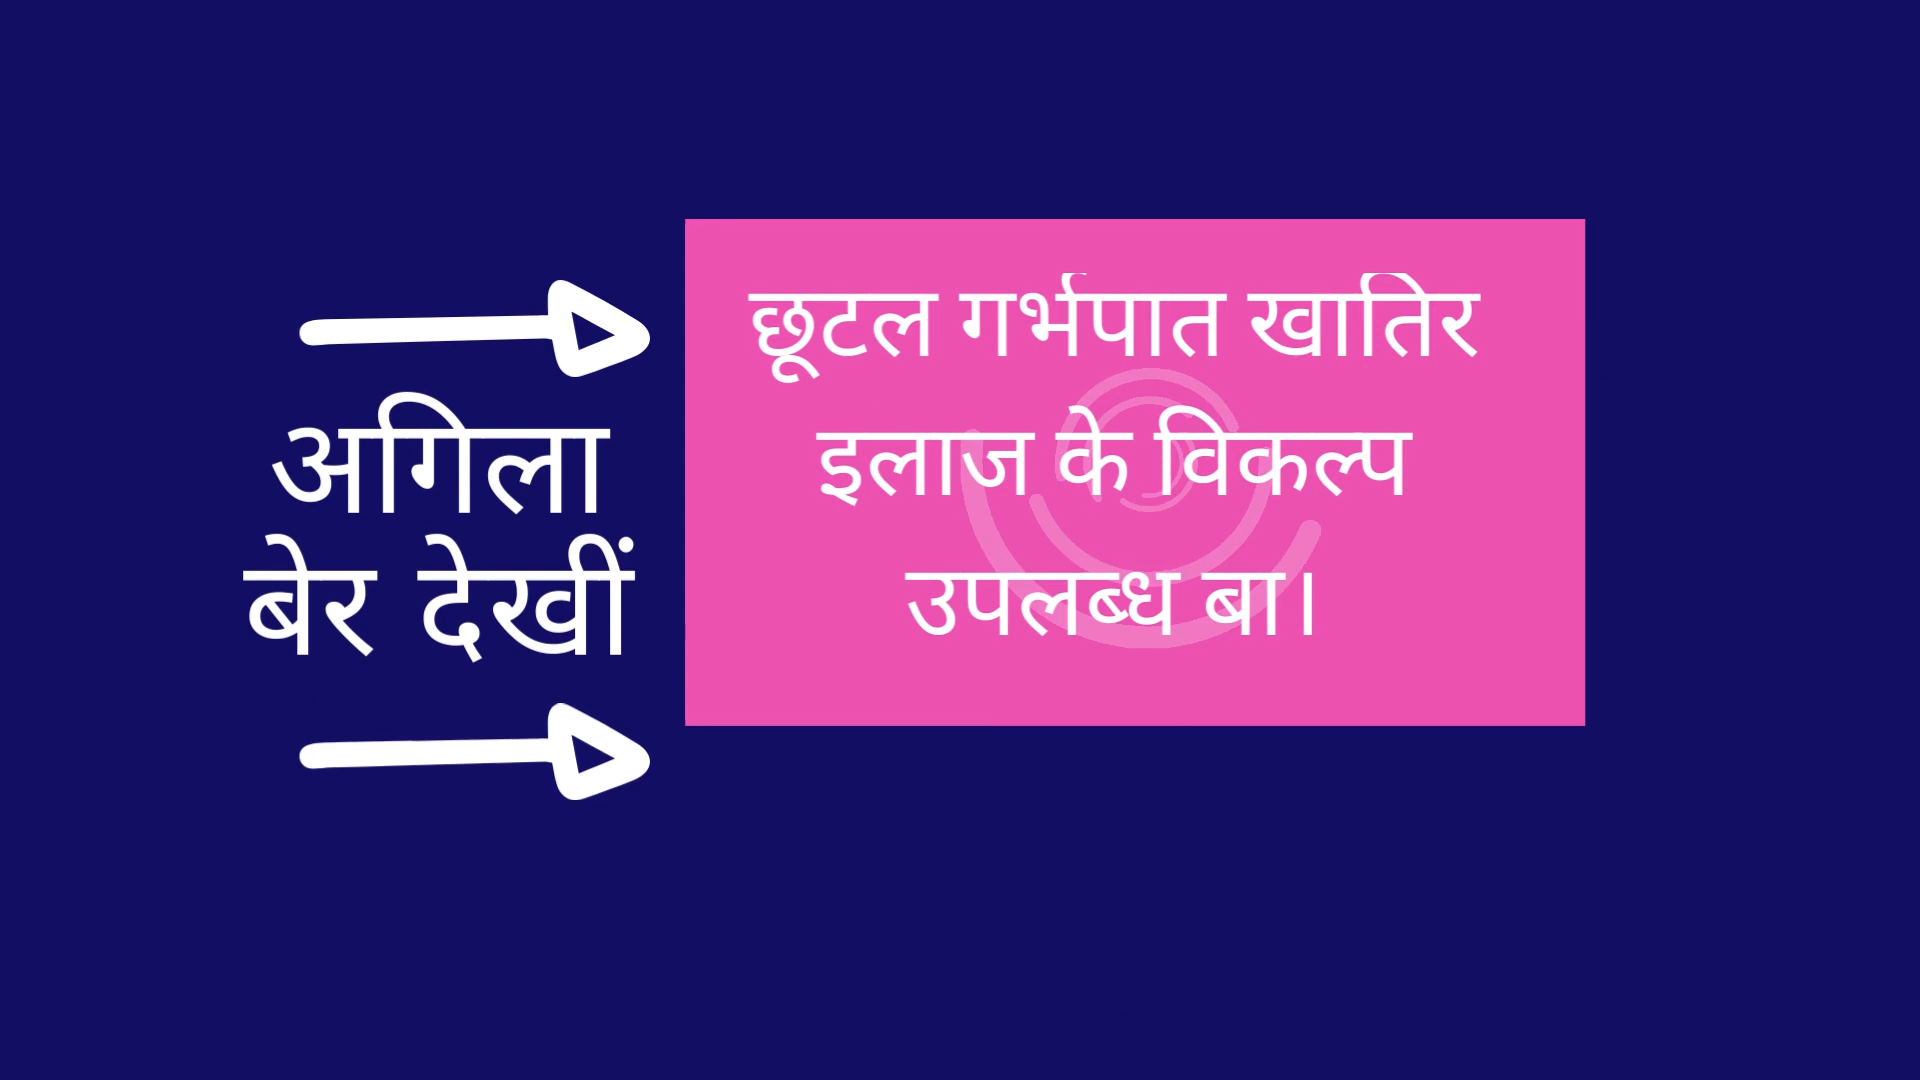 अगिला
बेर देखीं
छूटल गर्भपात खातिर
इलाज के विकल्प
उपलब्ध बा।